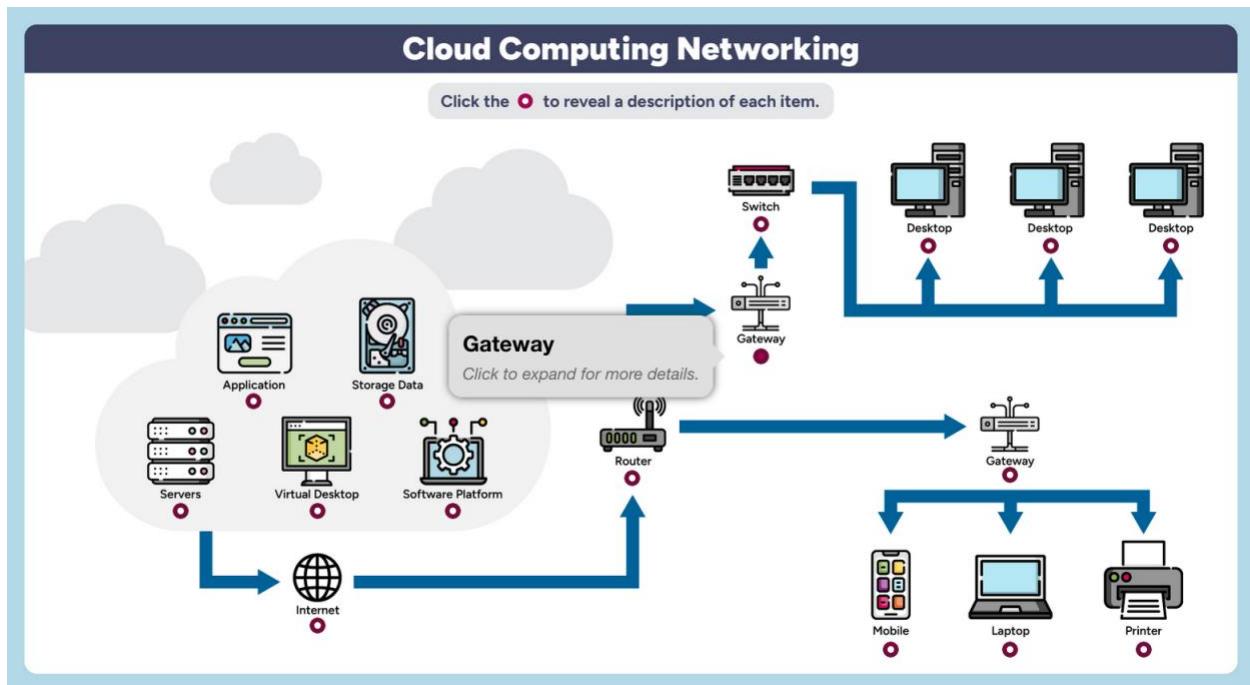 Cloud Computing Networking
Click the to reveal a description of each item.
Switch
Desktop
Desktop
Desktop
Gateway
Gateway
Click to expand for more details.
Application
Storage Data
Servers
Virtual Desktop
Software Platform
Router
Gateway
Internet
Mobile
Laptop
Printer